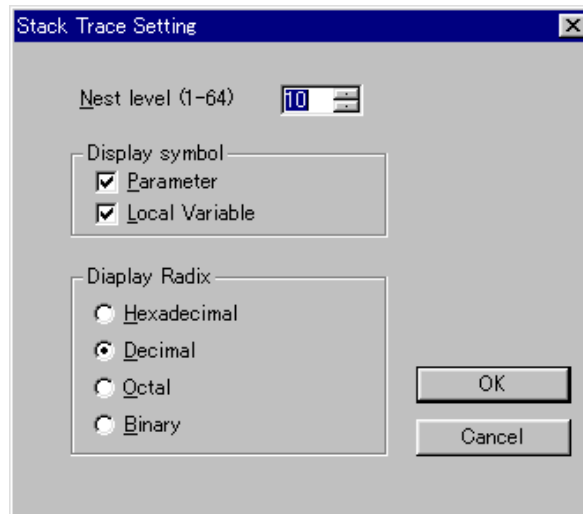 Stack Trace Setting
Nest level (1-64) 10
Display symbol
Parameter
Local Variable
Diaplay Radix
Hexadecimal
Decimal
Octal
Binary
OK
Cancel